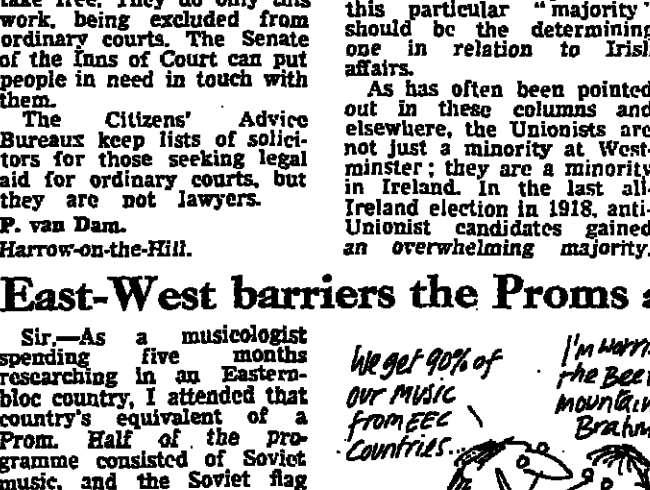 take free. They do only this
work, being excluded from
ordinary courts. The Senate
of the Inns of Court can put
people in need in touch with
them.
The Citizens' Advice
Bureaux keep lists of solici-
tors for those seeking legal
aid for ordinary courts, but
they are not lawyers.
P. van Dam.
Harrow-on-the-Hill.
this particular "majority"
should be the determining
one in relation to Irish
affairs.
As has often been pointed
out in these columns and
elsewhere, the Unionists are
not just a minority at West-
minster; they are a minority
in Ireland. In the last all-
Ireland election in 1918, anti-
Unionist candidates gained
an overwhelming majority.
East-West barriers the Proms
Sir,—As a musicologist
spending five months
researching in an Eastern-
bloc country, I attended that
country's equivalent of a
Prom. Half of the pro-
gramme consisted of Soviet
music, and the Soviet flag
We get 90% of
our music
from EEC
Countries...
I'm
the Bee
mountain
Brahm